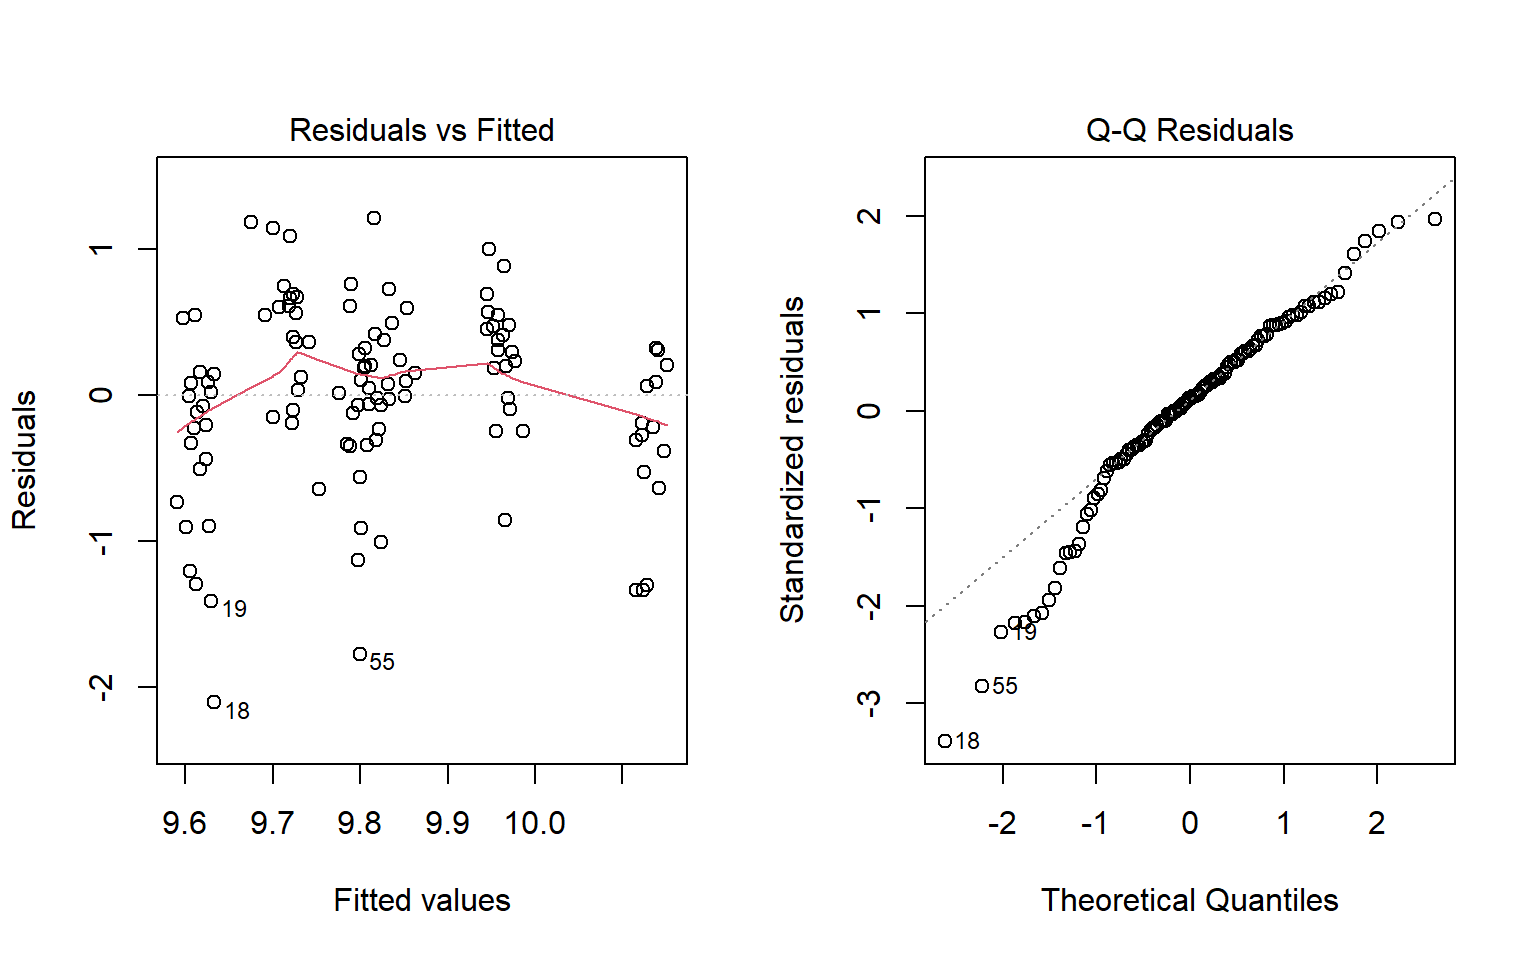 Residuals vs Fitted
Residuals
1
0
-1
-2
19
55
18
9.6 9.7 9.8 9.9 10.0
Fitted values
Q-Q Residuals
Standardized residuals
2
1
0
-1
-2
-3
19
55
18
-2 -1 0 1 2
Theoretical Quantiles